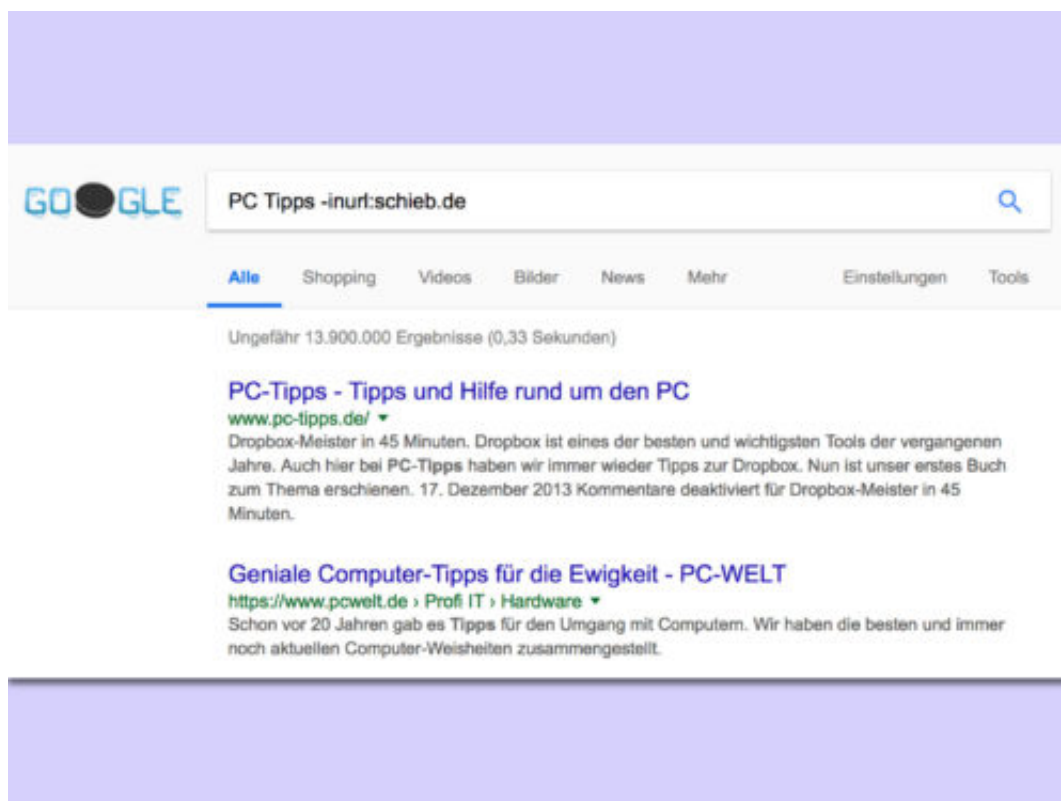 GO GLE
PC Tipps -inurl:schieb.de
Alle Shopping Videos Bilder News Mehr Einstellungen Tools
Ungefähr 13.900.000 Ergebnisse (0,33 Sekunden)
PC-Tipps - Tipps und Hilfe rund um den PC
www.pc-tipps.de/
Dropbox-Meister in 45 Minuten. Dropbox ist eines der besten und wichtigsten Tools der vergangenen
Jahre. Auch hier bei PC-Tipps haben wir immer wieder Tipps zur Dropbox. Nun ist unser erstes Buch
zum Thema erschienen. 17. Dezember 2013 Kommentare deaktiviert für Dropbox-Meister in 45
Minuten.
Geniale Computer-Tipps für die Ewigkeit - PC-WELT
https://www.pcwelt.de › Profi IT › Hardware
Schon vor 20 Jahren gab es Tipps für den Umgang mit Computern. Wir haben die besten und immer
noch aktuellen Computer-Weisheiten zusammengestellt.